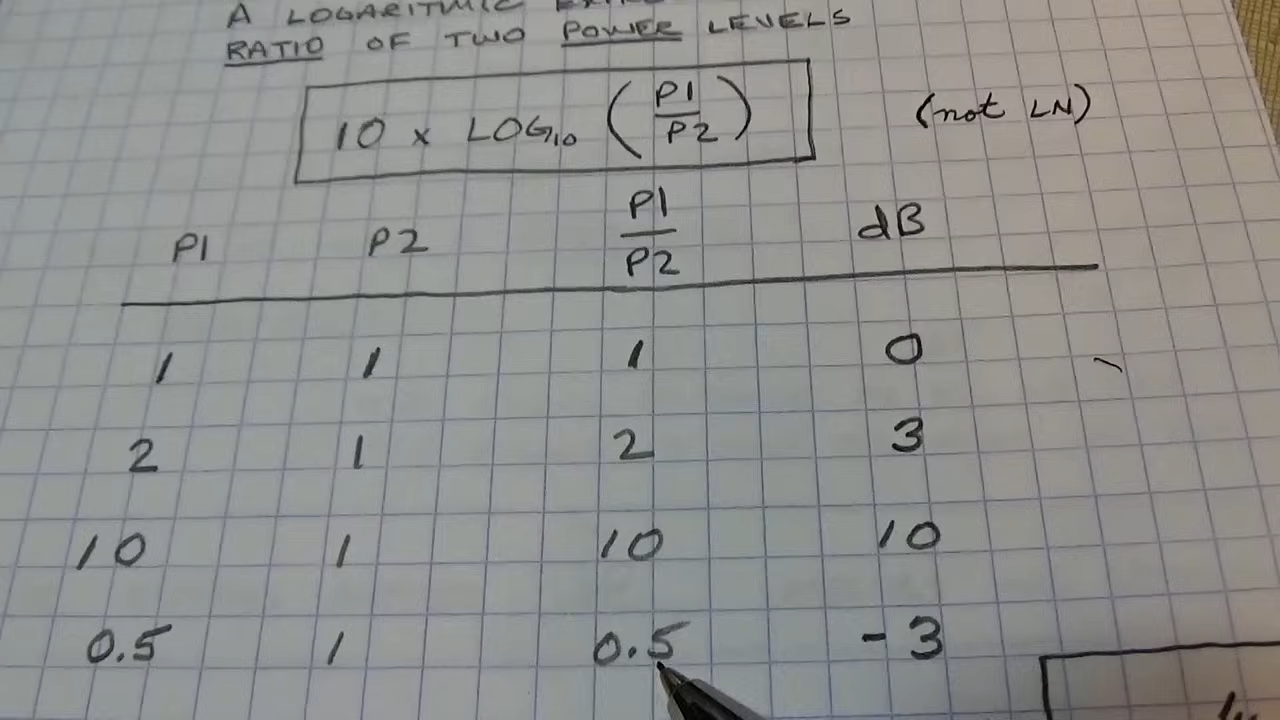 A LOGARITMIC
RATIO OF TWO POWER LEVELS
10 x LOG10 (P1/P2) (not LN)
P1 P2 P1/P2 dB
1 1 1 0
2 1 2 3
10 1 10 10
0.5 1 0.5 -3